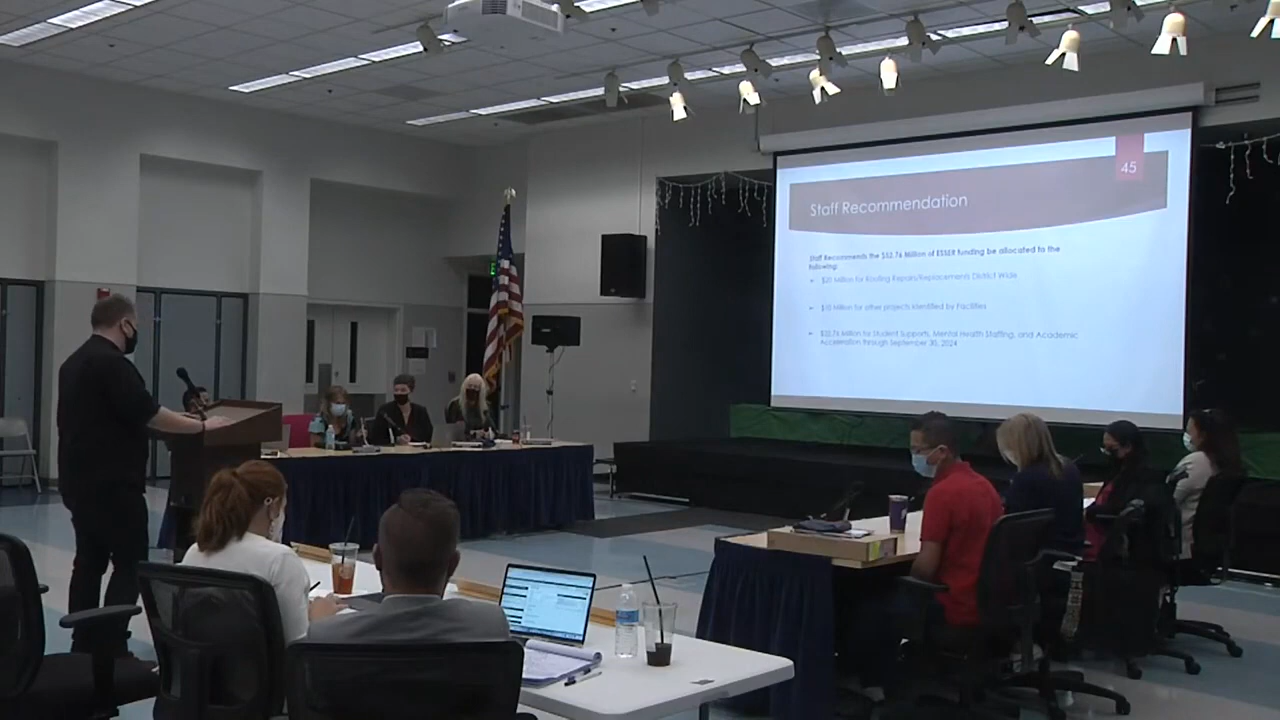 45
Staff Recommendation
Staff Recommends the $52.76 Million of ESSER funding be allocated to the
following:
$20 Million for Roofing Repairs/Replacements District Wide
Million for other projects identified by Facilities
Million for Student Supports, Mental Health Staffing, and Academic
Acceleration through September 30, 2024